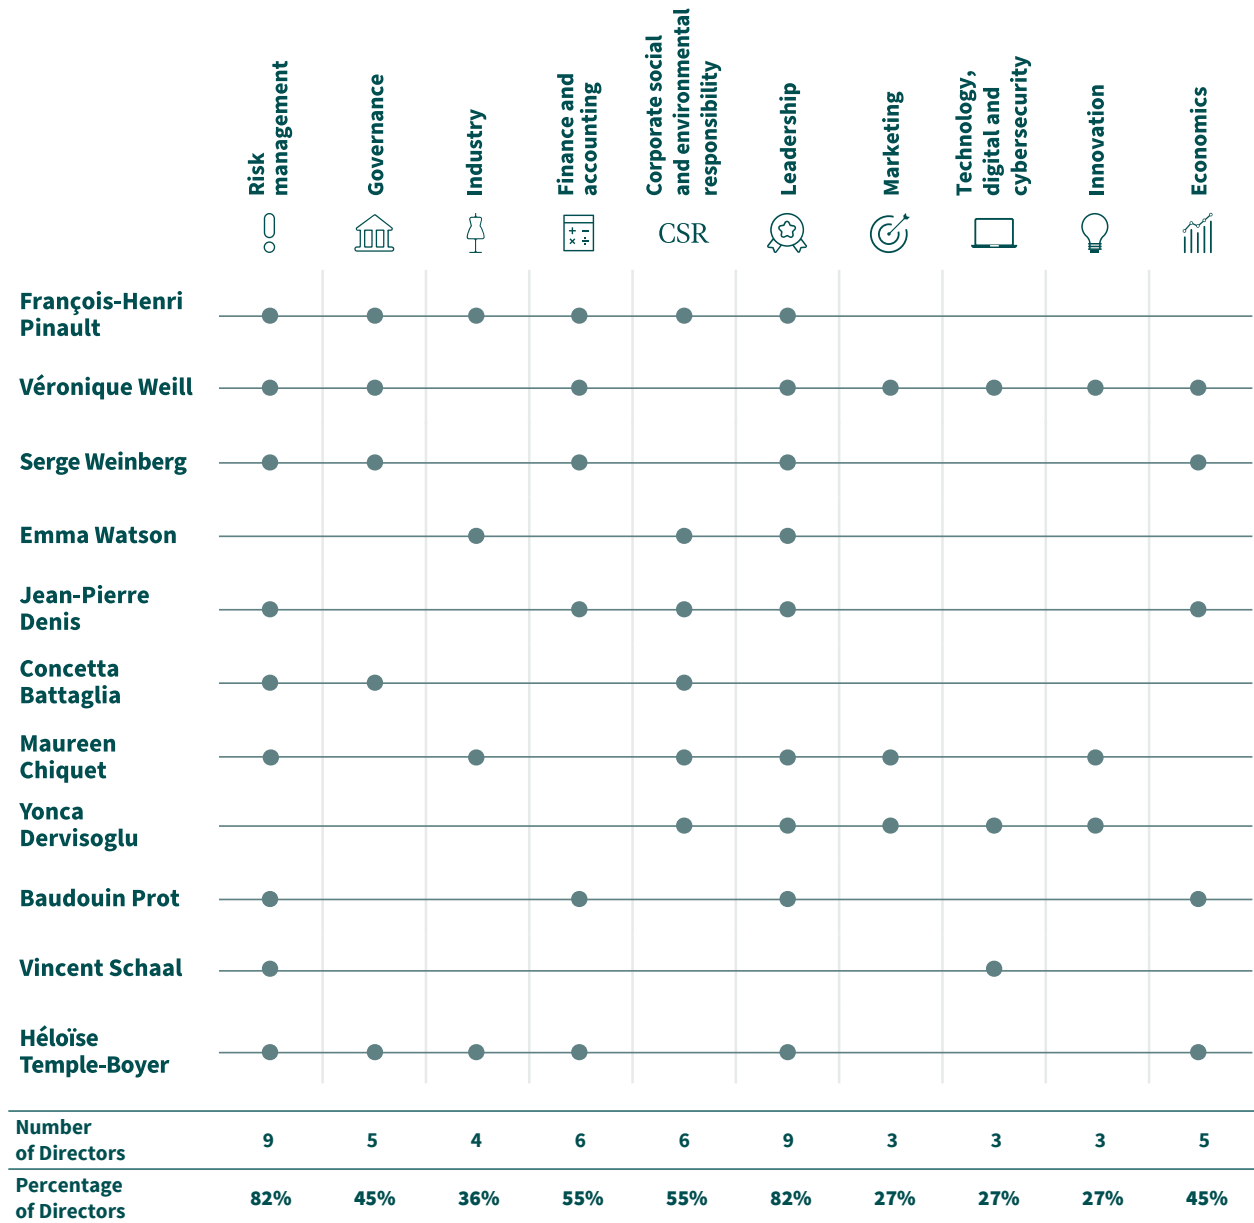 Risk
management
Governance
Industry
Finance and
accounting
Corporate social
and environmental
responsibility
Leadership
Marketing
Technology,
digital and
cybersecurity
Innovation
Economics
CSR
François-Henri
Pinault
Véronique Weill
Serge Weinberg
Emma Watson
Jean-Pierre
Denis
Concetta
Battaglia
Maureen
Chiquet
Yonca
Dervisoglu
Baudouin Prot
Vincent Schaal
Héloïse
Temple-Boyer
Number
of Directors
9 5 4 6 6 9 3 3 3 5
Percentage
of Directors
82% 45% 36% 55% 55% 82% 27% 27% 27% 45%